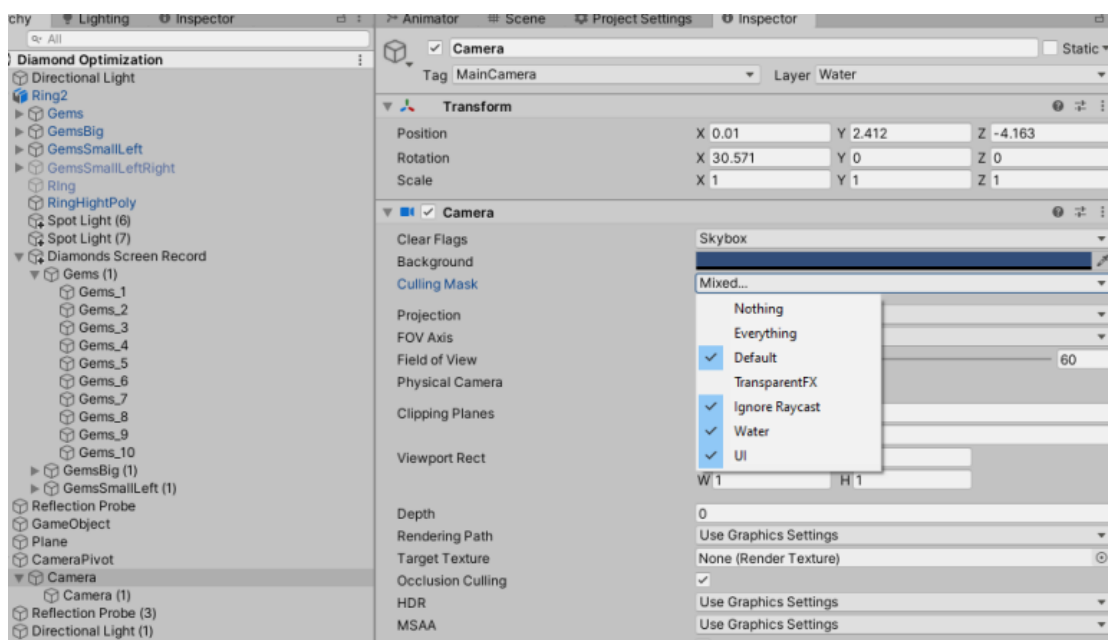 chy Lighting Inspector
All
Diamond Optimization
Directional Light
Ring2
Gems
GemsBig
GemsSmallLeft
GemsSmallLeftRight
RIng
RingHightPoly
Spot Light (6)
Spot Light (7)
Diamonds Screen Record
Gems (1)
Gems_1
Gems_2
Gems_3
Gems_4
Gems_5
Gems_6
Gems_7
Gems_8
Gems_9
Gems_10
GemsBig (1)
GemsSmallLeft (1)
Reflection Probe
GameObject
Plane
CameraPivot
Camera
Camera (1)
Reflection Probe (3)
Directional Light (1)
Animator Scene Project Settings Inspector
Camera Static
Tag MainCamera Layer Water
Transform
Position X 0.01 Y 2.412 Z -4.163
Rotation X 30.571 Y 0 Z 0
Scale X 1 Y 1 Z 1
Camera
Clear Flags Skybox
Background
Culling Mask Mixed...
Nothing
Projection
Everything
FOV Axis
Default
Field of View 60
Physical Camera TransparentFX
Clipping Planes Ignore Raycast
Water
Viewport Rect UI
W 1 H 1
Depth 0
Rendering Path Use Graphics Settings
Target Texture None (Render Texture)
Occlusion Culling
HDR Use Graphics Settings
MSAA Use Graphics Settings